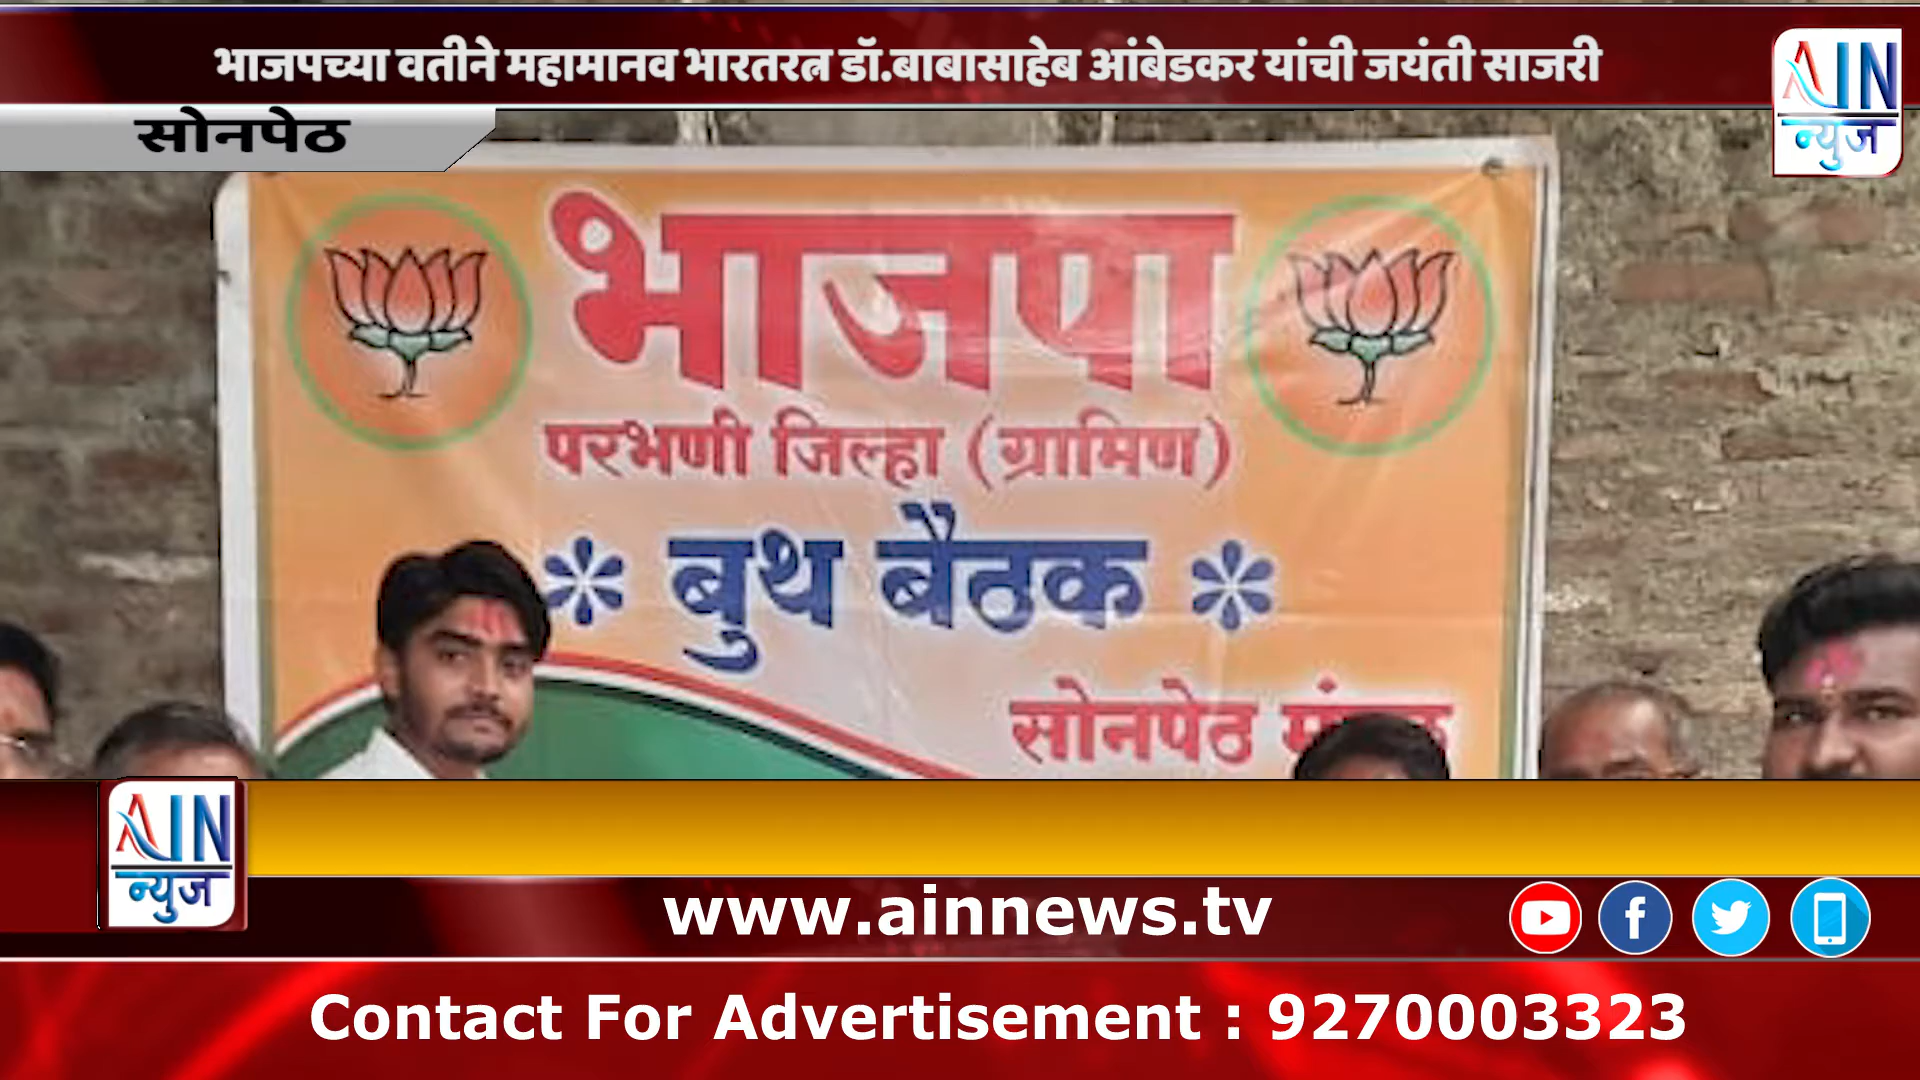 भाजपच्या वतीने महामानव भारतरत्न डॉ.बाबासाहेब आंबेडकर यांची जयंती साजरी
AIN
न्युज
सोनपेठ
भाजपा
परभणी जिल्हा (ग्रामिण)
* बुथ बैठक *
सोनपेठ
AIN
न्युज
www.ainnews.tv
Contact For Advertisement : 9270003323